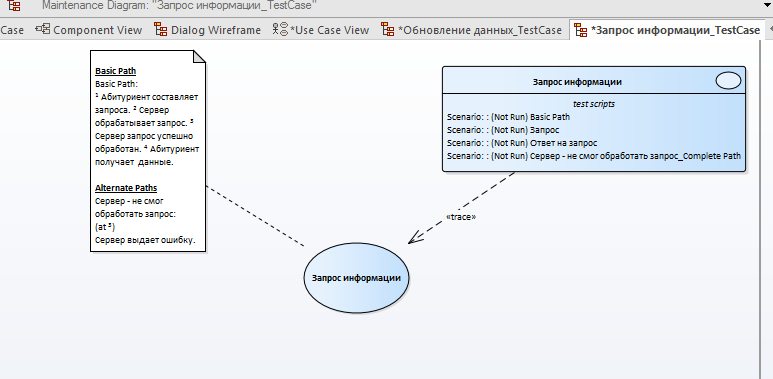 Maintenance Diagram: "Запрос информации_TestCase"
Case Component View Dialog Wireframe *Use Case View *Обновление данных_TestCase *Запрос информации_TestCase
Basic Path
Basic Path:
¹ Абитуриент составляет
запроса. ² Сервер
обрабатывает запрос. ³
Сервер запрос успешно
обработан. ⁴ Абитуриент
получает данные.
Alternate Paths
Сервер - не смог
обработать запрос:
(at ³)
Сервер выдает ошибку.
Запрос информации
test scripts
Scenario: : (Not Run) Basic Path
Scenario: : (Not Run) Запрос
Scenario: : (Not Run) Ответ на запрос
Scenario: : (Not Run) Сервер - не смог обработать запрос_Complete Path
«trace»
Запрос информации